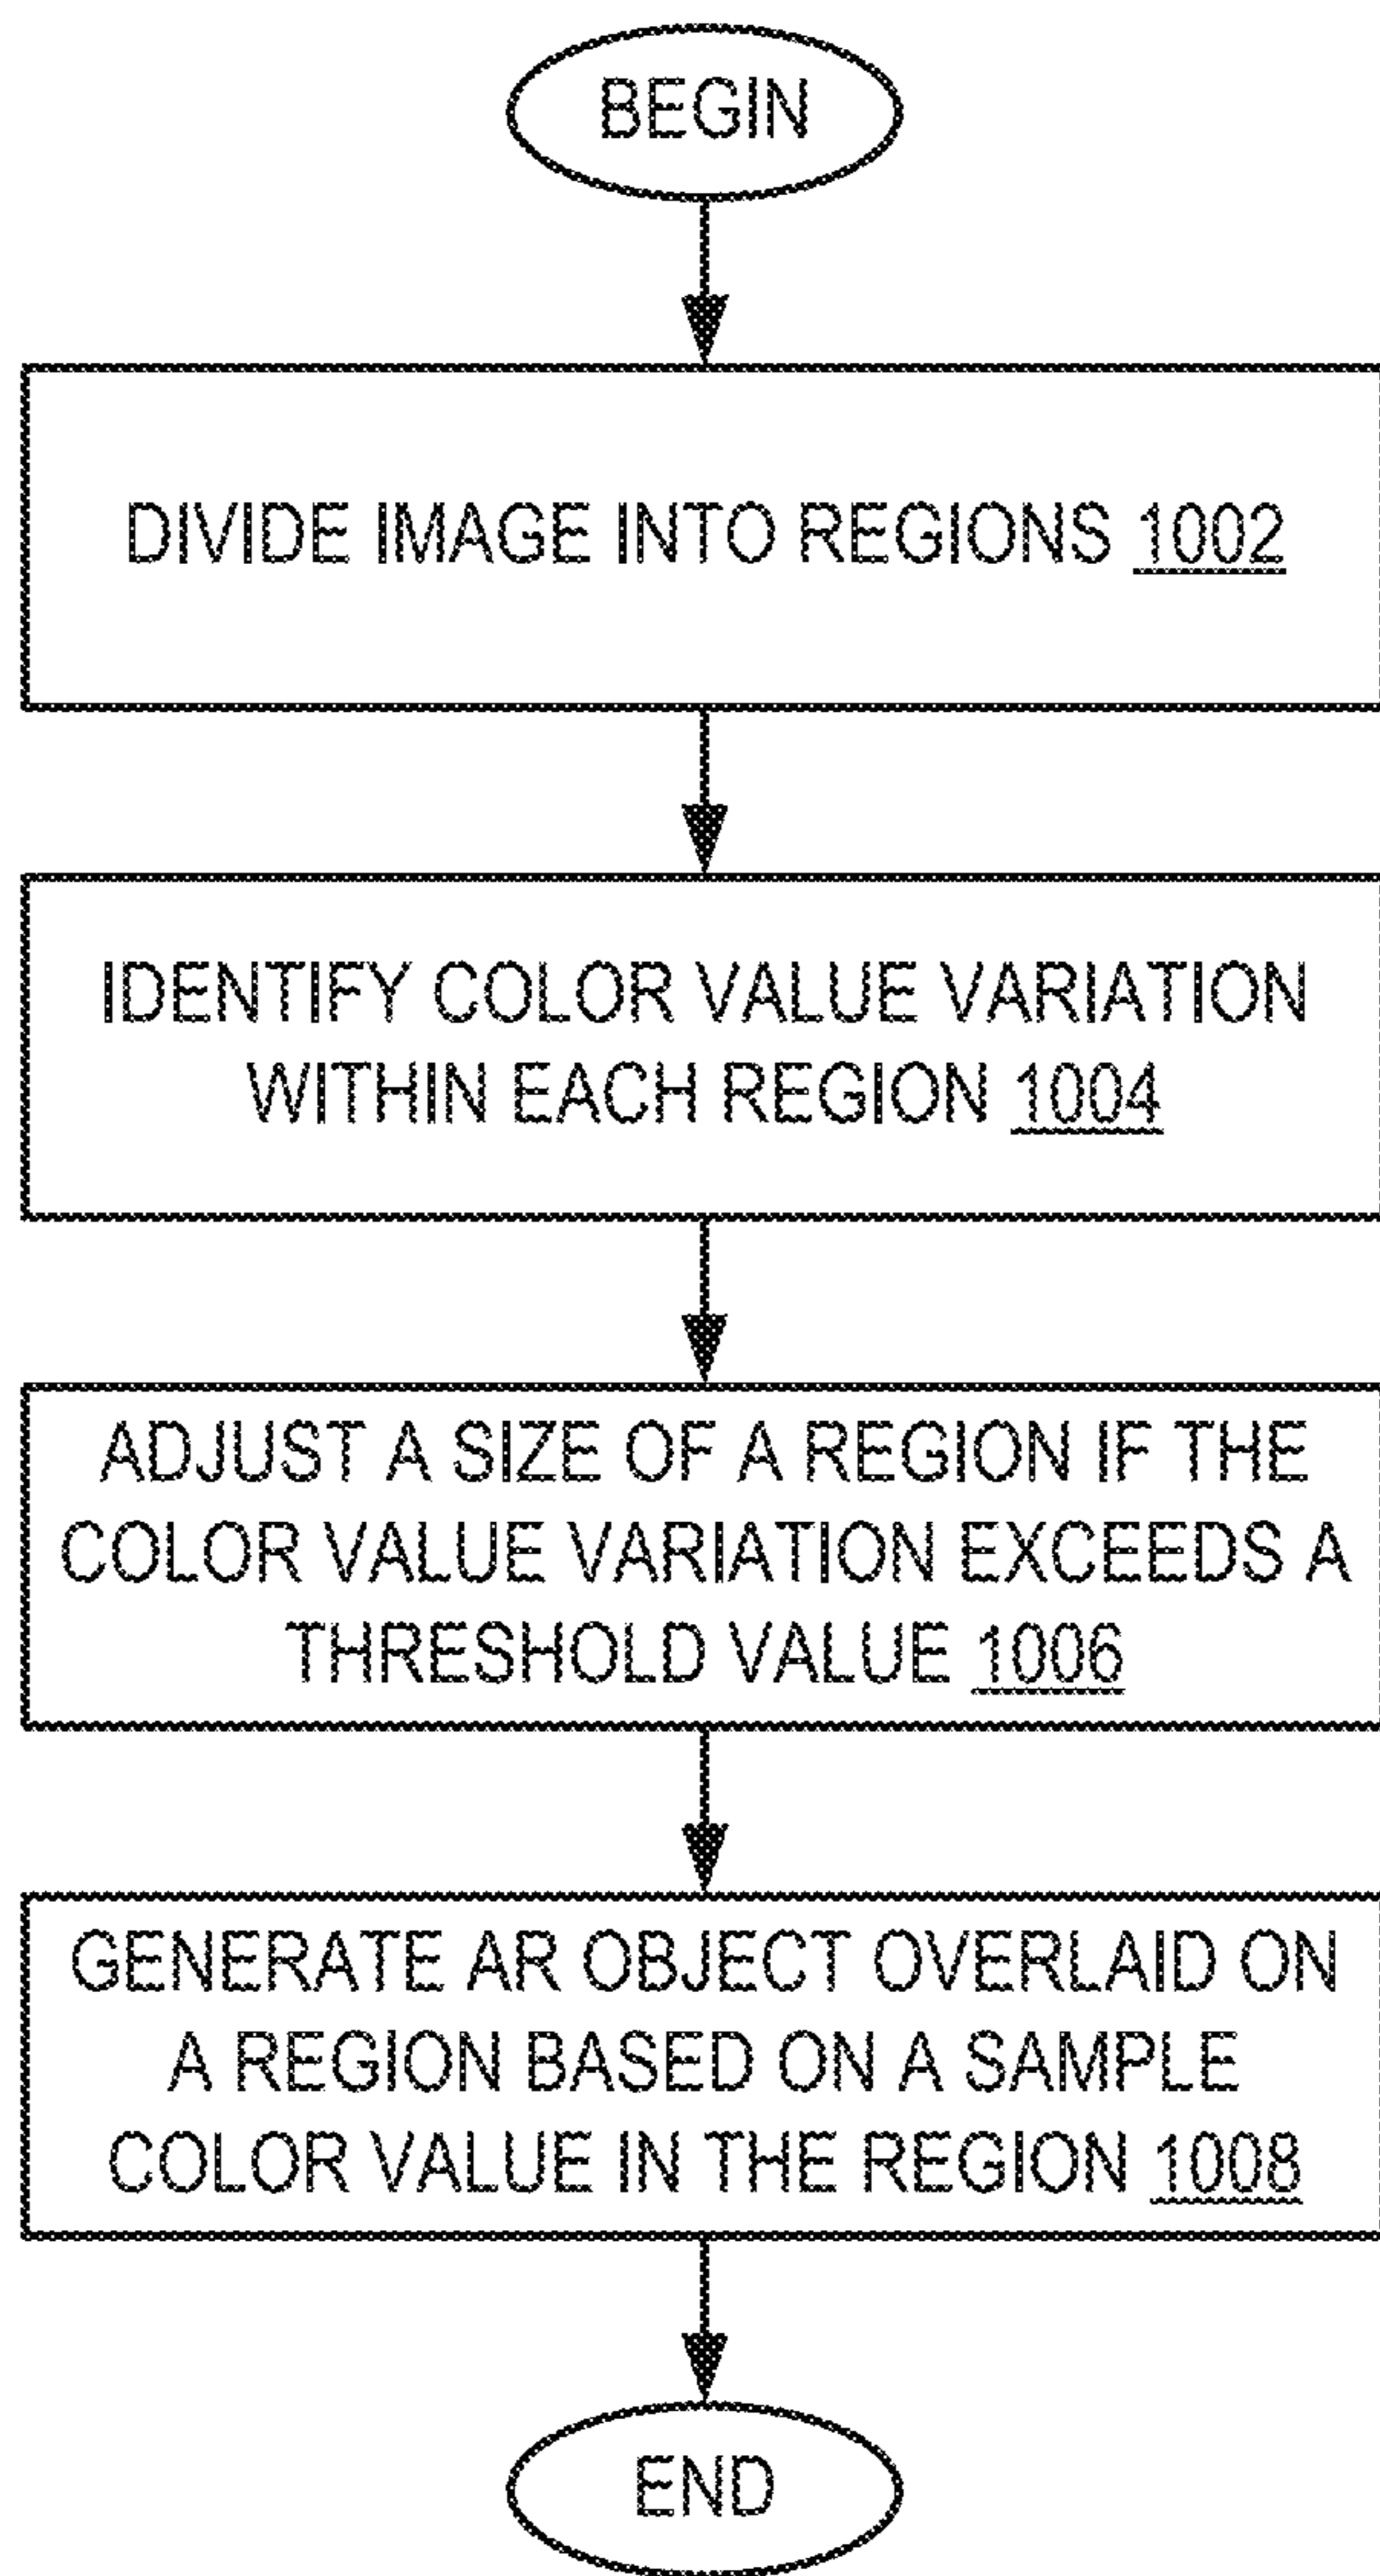 BEGIN
DIVIDE IMAGE INTO REGIONS 1002
IDENTIFY COLOR VALUE VARIATION
WITHIN EACH REGION 1004
ADJUST A SIZE OF A REGION IF THE
COLOR VALUE VARIATION EXCEEDS A
THRESHOLD VALUE 1006
GENERATE AR OBJECT OVERLAID ON
A REGION BASED ON A SAMPLE
COLOR VALUE IN THE REGION 1008
END